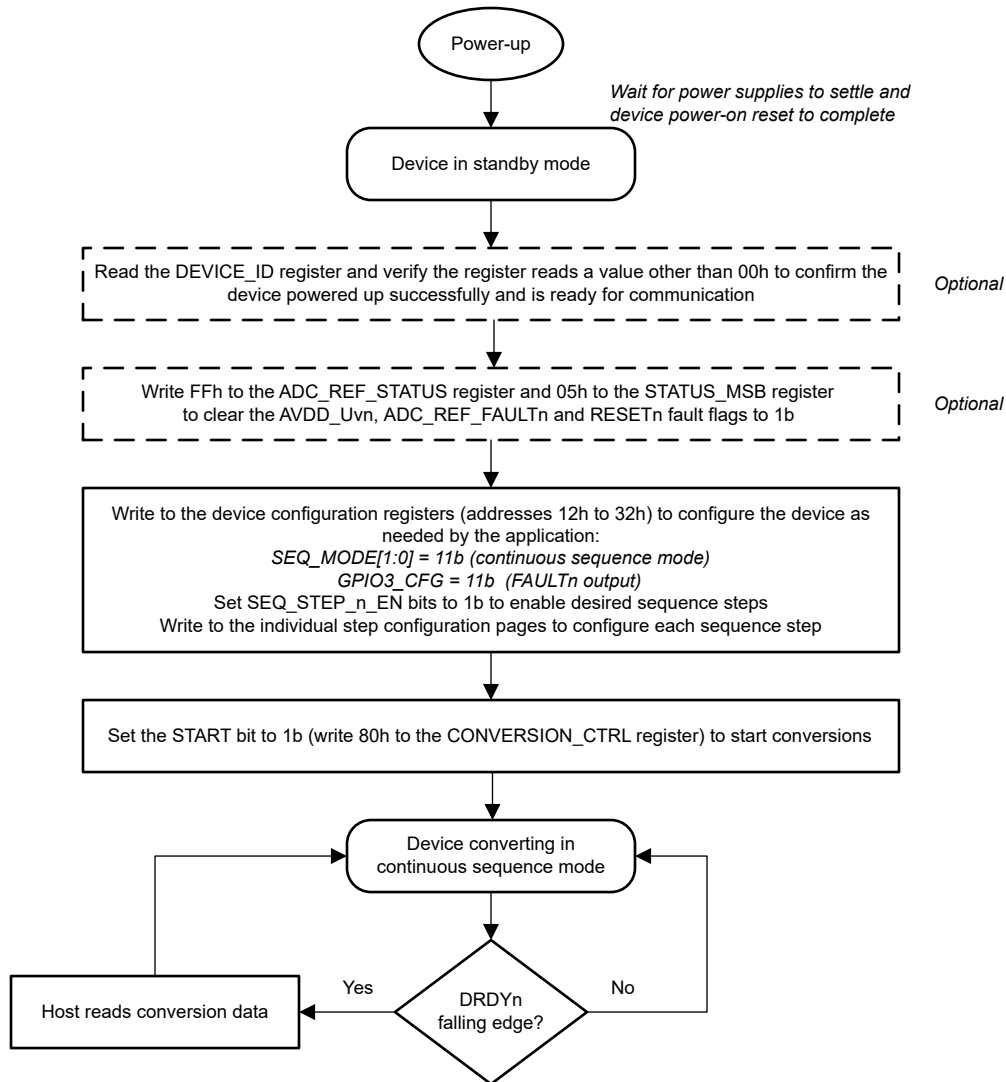 Power-up
Wait for power supplies to settle and
device power-on reset to complete
Device in standby mode
Read the DEVICE_ID register and verify the register reads a value other than 00h to confirm the
device powered up successfully and is ready for communication
Optional
Write FFh to the ADC_REF_STATUS register and 05h to the STATUS_MSB register
to clear the AVDD_Uvn, ADC_REF_FAULTn and RESETn fault flags to 1b
Optional
Write to the device configuration registers (addresses 12h to 32h) to configure the device as
needed by the application:
SEQ_MODE[1:0] = 11b (continuous sequence mode)
GPIO3_CFG = 11b (FAULTn output)
Set SEQ_STEP_n_EN bits to 1b to enable desired sequence steps
Write to the individual step configuration pages to configure each sequence step
Set the START bit to 1b (write 80h to the CONVERSION_CTRL register) to start conversions
Device converting in
continuous sequence mode
Yes
No
DRDYn
falling edge?
Host reads conversion data